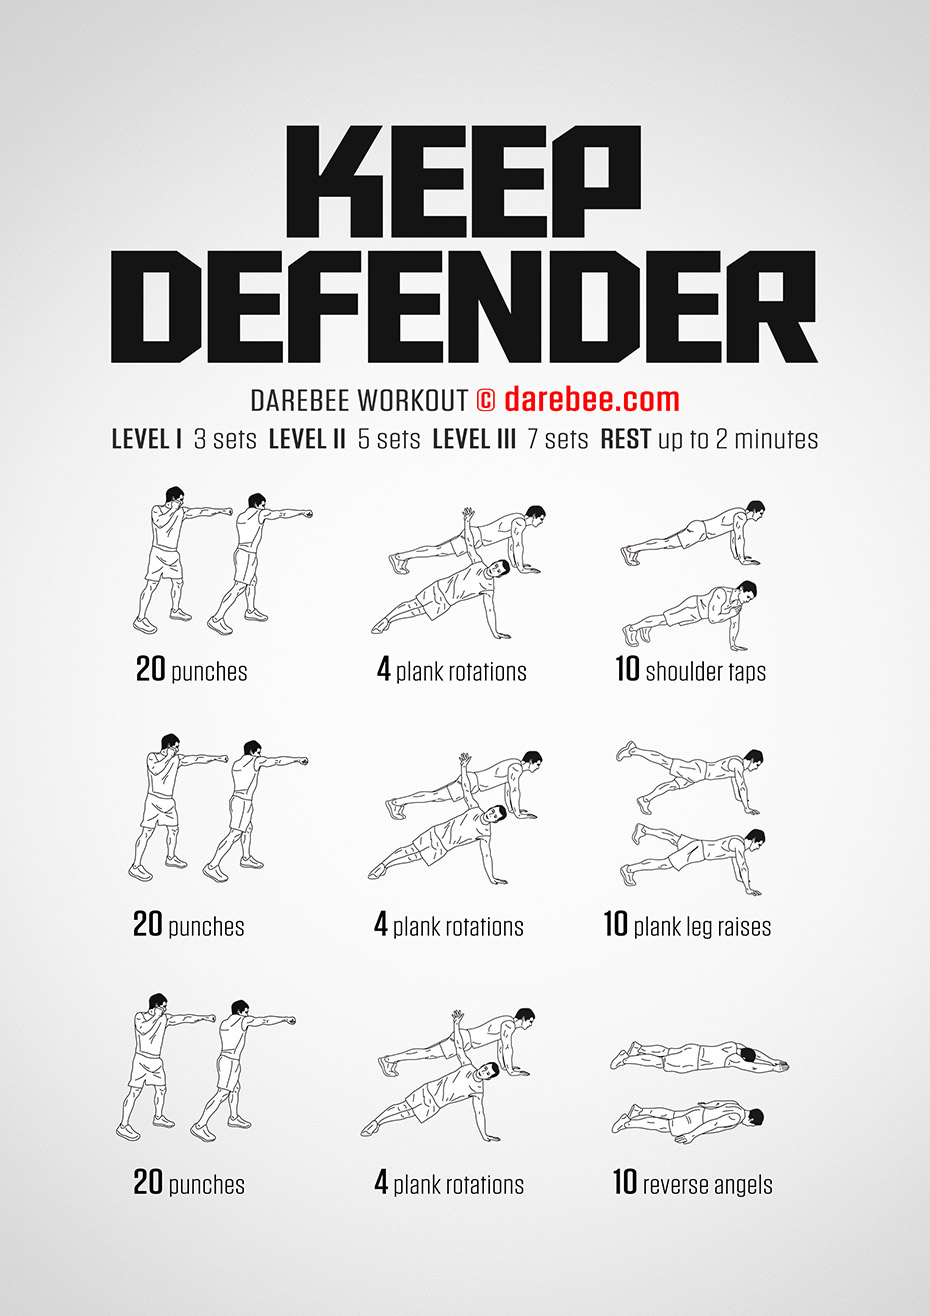 KEEP
DEFENDER
DAREBEE WORKOUT © darebee.com
LEVEL I 3 sets LEVEL II 5 sets LEVEL III 7 sets REST up to 2 minutes
20 punches
4 plank rotations
10 shoulder taps
20 punches
4 plank rotations
10 plank leg raises
20 punches
4 plank rotations
10 reverse angels